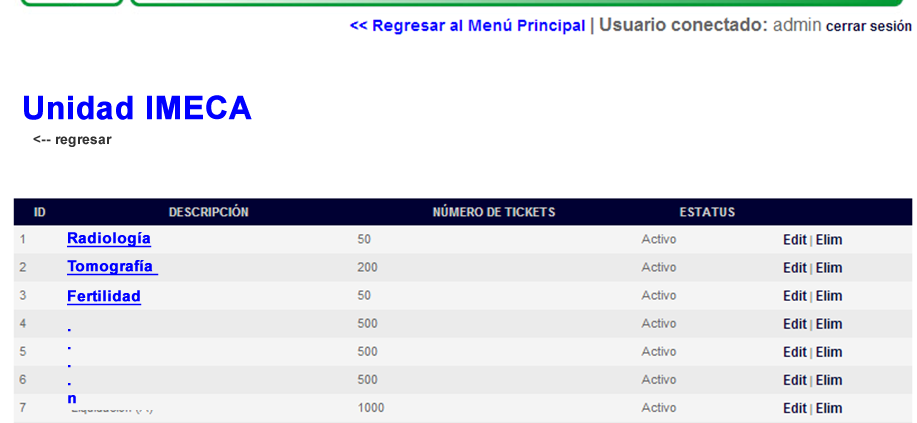 << Regresar al Menú Principal | Usuario conectado: admin cerrar sesión
Unidad IMECA
<-- regresar
ID DESCRIPCIÓN NÚMERO DE TICKETS ESTATUS
1 Radiología 50 Activo Edit | Elim
2 Tomografía 200 Activo Edit | Elim
3 Fertilidad 50 Activo Edit | Elim
4 . 500 Activo Edit | Elim
5 . 500 Activo Edit | Elim
6 . 500 Activo Edit | Elim
7 n 1000 Activo Edit | Elim